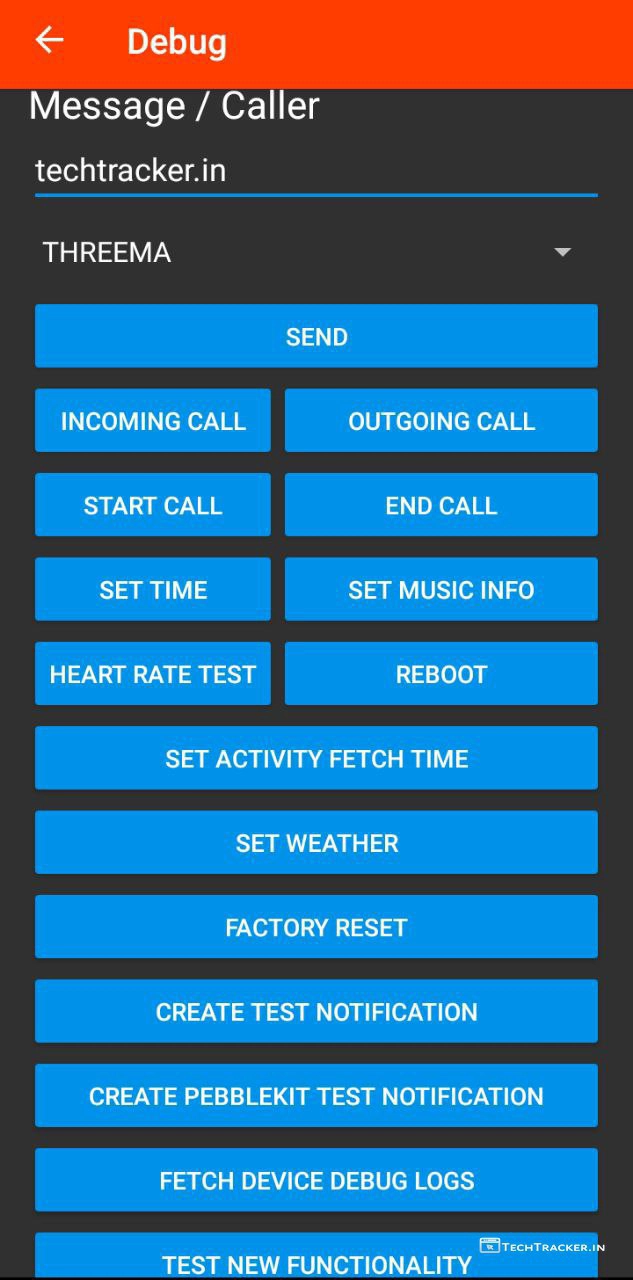 Debug
Message / Caller
techtracker.in
THREEMA
SEND
INCOMING CALL OUTGOING CALL
START CALL END CALL
SET TIME SET MUSIC INFO
HEART RATE TEST REBOOT
SET ACTIVITY FETCH TIME
SET WEATHER
FACTORY RESET
CREATE TEST NOTIFICATION
CREATE PEBBLEKIT TEST NOTIFICATION
FETCH DEVICE DEBUG LOGS
TECHTRACKER.IN
TEST NEW FUNCTIONALITY